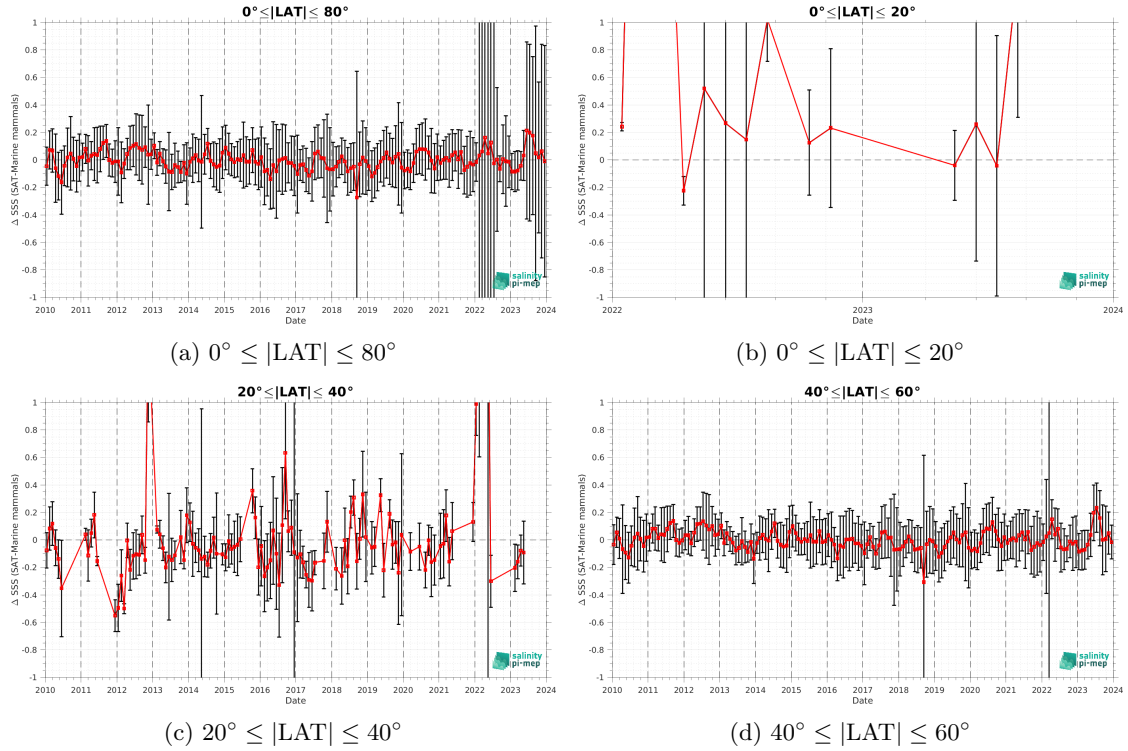 0°≤|LAT|≤ 80°
Δ SSS (SAT-Marine mammals)
1
0.8
0.6
0.4
0.2
0
-0.2
-0.4
-0.6
-0.8
-1
2010 2011 2012 2013 2014 2015 2016 2017 2018 2019 2020 2021 2022 2023 2024
Date
salinity
pi-mep
(a) 0° ≤ |LAT| ≤ 80°
0°≤|LAT|≤ 20°
Δ SSS (SAT-Marine mammals)
1
0.8
0.6
0.4
0.2
0
-0.2
-0.4
-0.6
-0.8
-1
2022 2023 2024
Date
salinity
pi-mep
(b) 0° ≤ |LAT| ≤ 20°
20°≤|LAT|≤ 40°
Δ SSS (SAT-Marine mammals)
1
0.8
0.6
0.4
0.2
0
-0.2
-0.4
-0.6
-0.8
-1
2010 2011 2012 2013 2014 2015 2016 2017 2018 2019 2020 2021 2022 2023 2024
Date
salinity
pi-mep
(c) 20° ≤ |LAT| ≤ 40°
40°≤|LAT|≤ 60°
Δ SSS (SAT-Marine mammals)
1
0.8
0.6
0.4
0.2
0
-0.2
-0.4
-0.6
-0.8
-1
2010 2011 2012 2013 2014 2015 2016 2017 2018 2019 2020 2021 2022 2023 2024
Date
salinity
pi-mep
(d) 40° ≤ |LAT| ≤ 60°